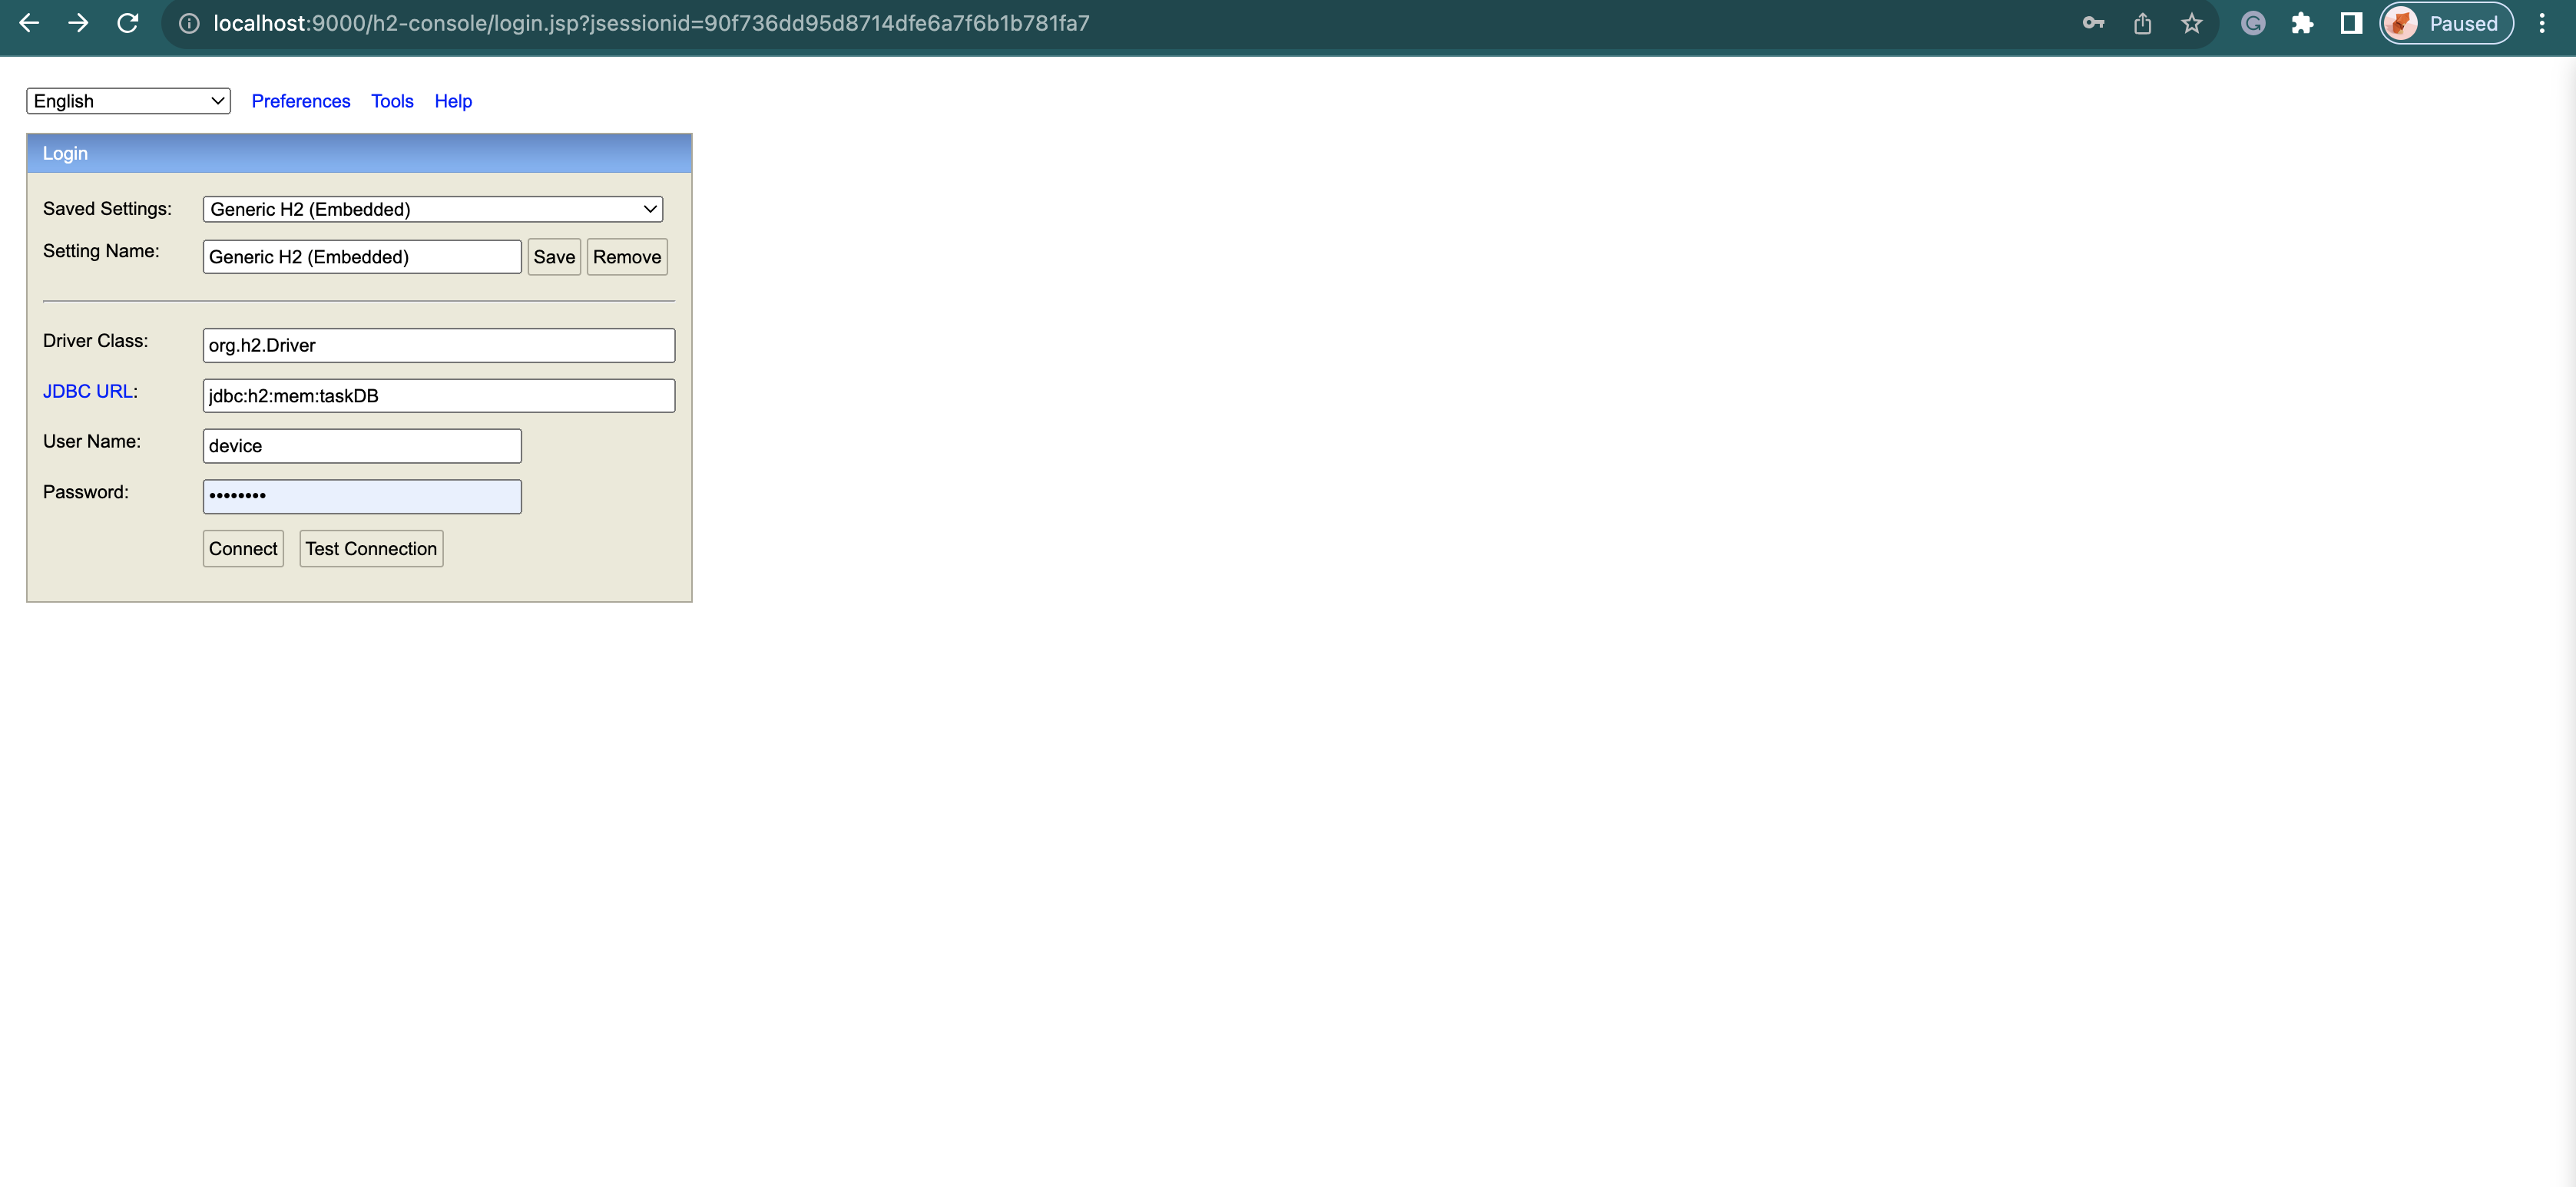 localhost:9000/h2-console/login.jsp?jsessionid=90f736dd95d8714dfe6a7f6b1b781fa7 Paused
English Preferences Tools Help
Login
Saved Settings: Generic H2 (Embedded)
Setting Name: Generic H2 (Embedded) Save Remove
Driver Class: org.h2.Driver
JDBC URL: jdbc:h2:mem:taskDB
User Name: device
Password: ••••••••
Connect Test Connection